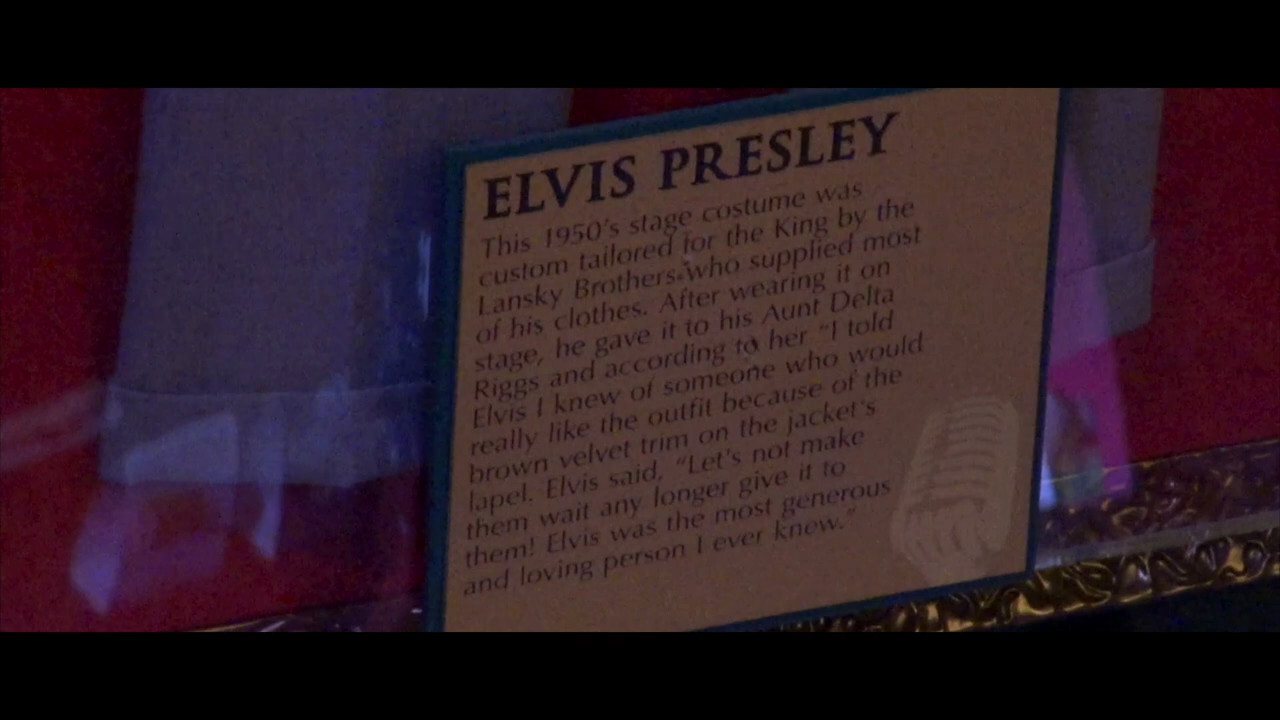 ELVIS PRESLEY
This 1950's stage costume was
custom tailored for the King by the
Lansky Brothers who supplied most
of his clothes. After wearing it on
stage, he gave it to his Aunt Delta
Riggs and according to her "I told
Elvis I knew of someone who would
really like the outfit because of the
brown velvet trim on the jacket's
lapel. Elvis said, "Let's not make
them wait any longer give it to
them! Elvis was the most generous
and loving person I ever knew."